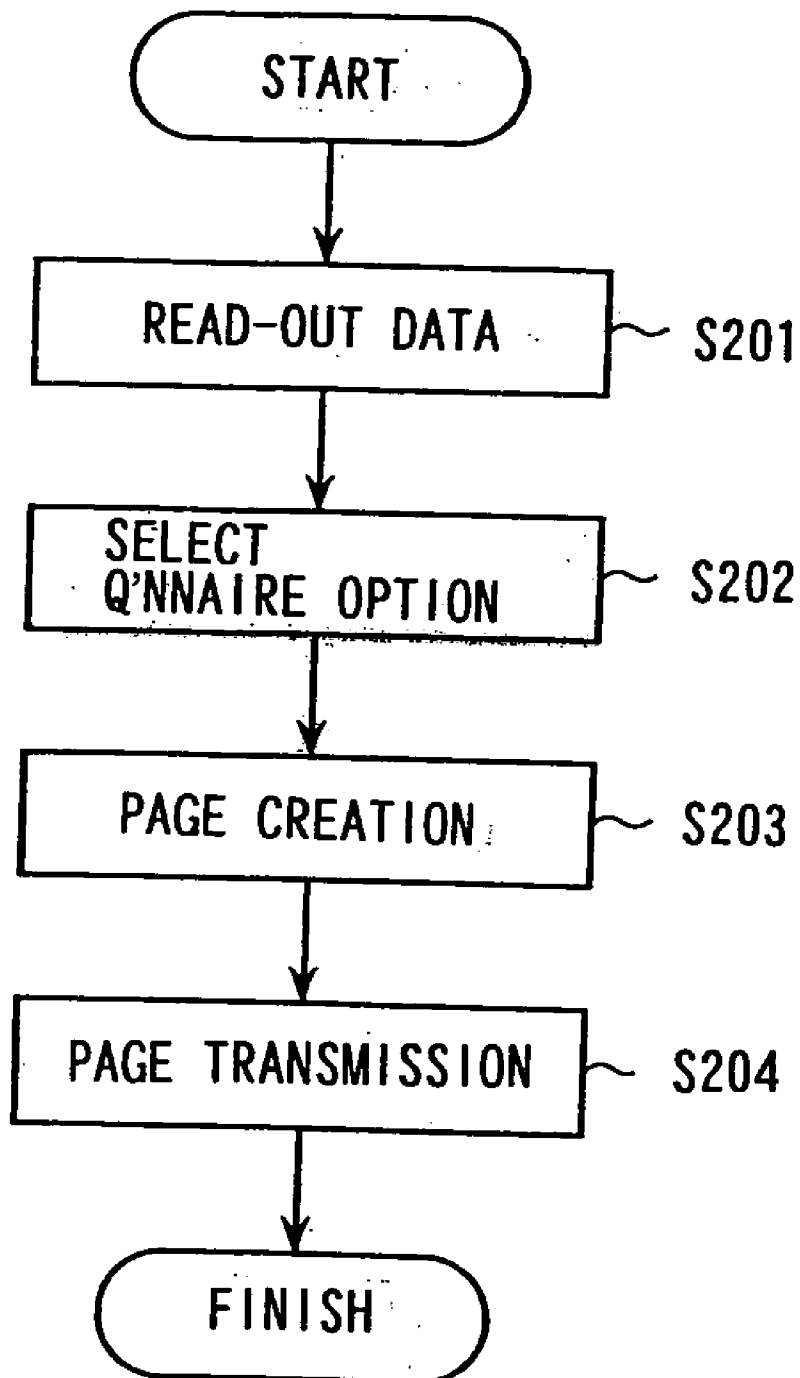 START
READ-OUT DATA
S201
SELECT
Q'NNAIRE OPTION
S202
PAGE CREATION
S203
PAGE TRANSMISSION
S204
FINISH